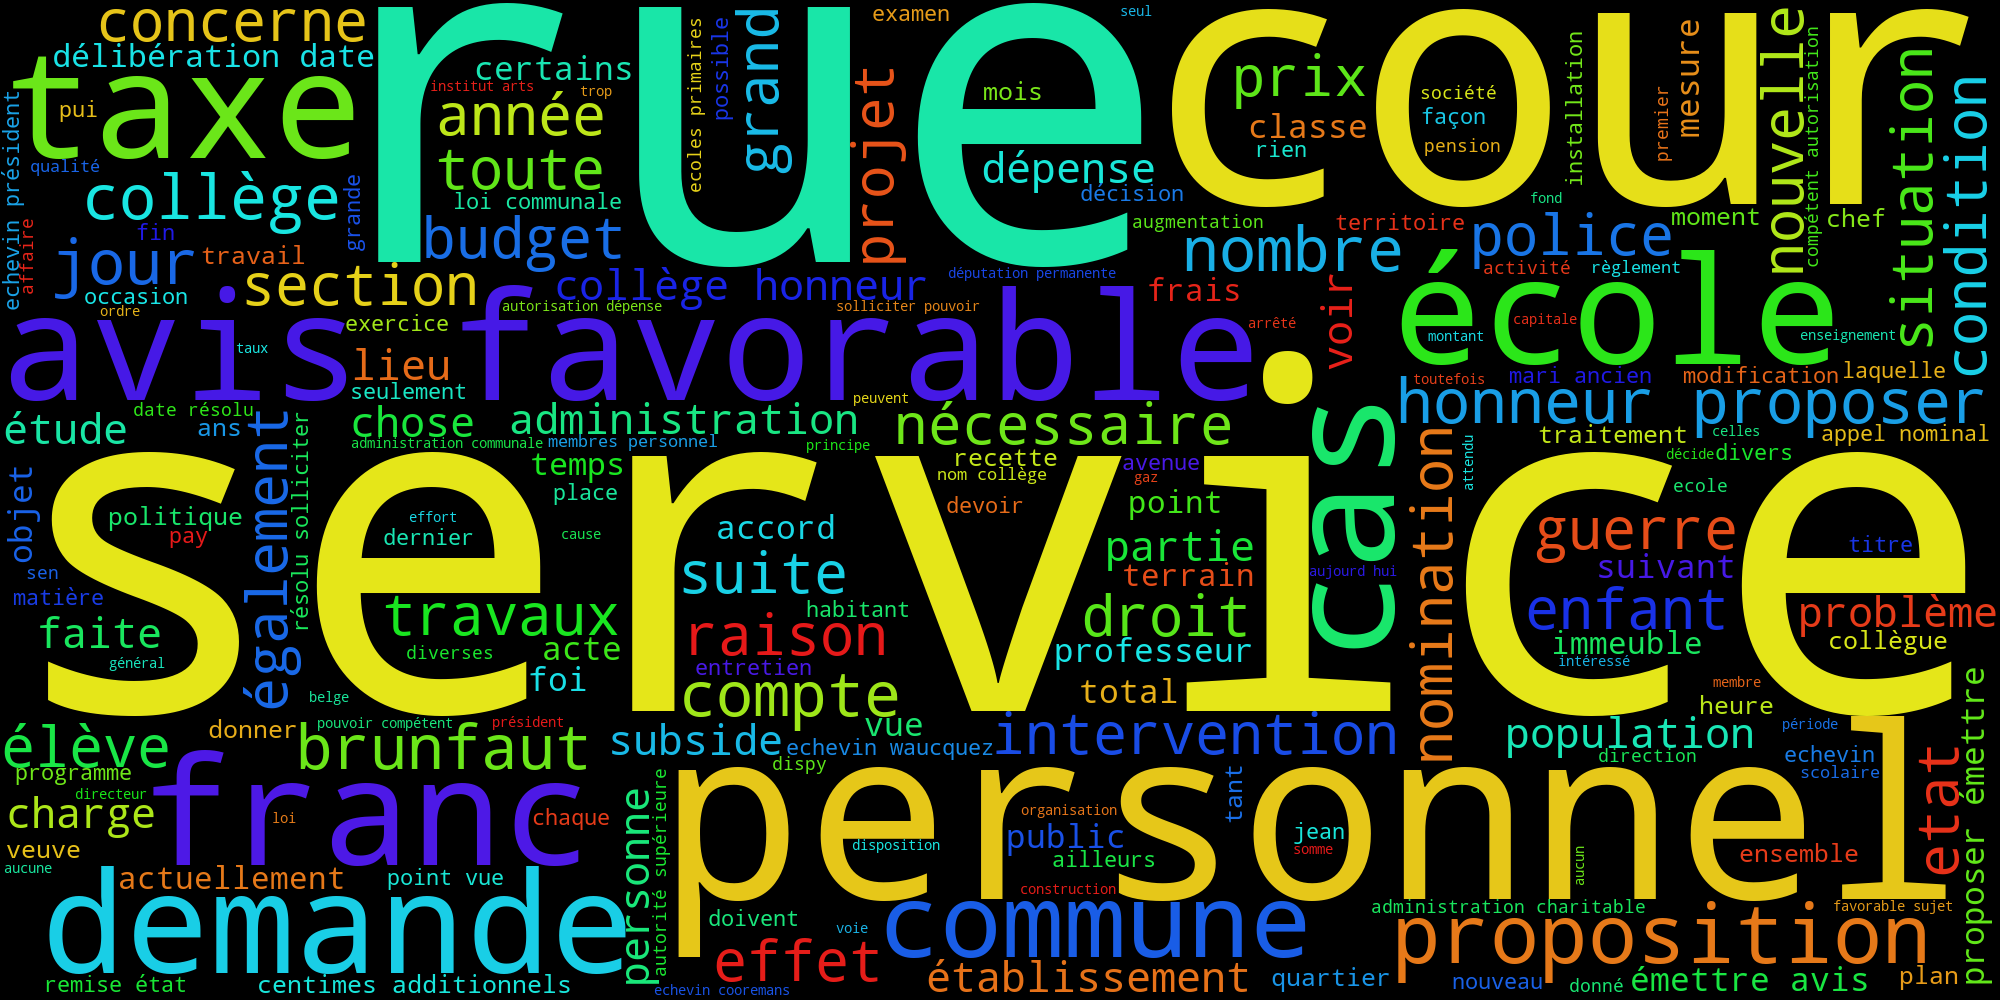 concerne
rue
cour
délibération date
taxe
certains
institut arts
trop
année
toute
loi communale
budget
pui
qualité
collège
echevin président
affaire
jour
fin
travail
grande
occasion
ordre
section
exercice
taux
ecoles primaires
possible
grand
projet
examen
seul
mois
dépense
décision
augmentation
députation permanente
prix
classe
rien
société
façon
pension
installation
premier
mesure
nouvelle
compétent autorisation
situation
condition
fond
territoire
moment
chef
nombre
police
activité
règlement
collège honneur
autorisation dépense
solliciter pouvoir
frais
arrêté
voir
avis favorable
école
capitale
montant
enseignement
lieu
seulement
toutefois
mari ancien
modification
laquelle
honneur
proposer
étude
date résolu
ans
chose
administration
peuvent
nécessaire
administration communale
membres personnel
principe
traitement
celles
appel nominal
décide
divers
service
également
résolu solliciter
objet
politique
pay
sen
matière
faite
général
temps
place
effort
dernier
cause
recette
nom collège
avenue
gaz
devoir
point
accord
suite
partie
terrain
cas
aujourd hui
nomination
attendu
ecole
guerre
suivant
titre
enfant
problème
immeuble
collègue
intéressé
travaux
diverses
acte
habitant
raison
droit
entretien
professeur
foi
compte
total
membre
heure
belge
donner
pouvoir compétent
président
vue
élève
brunfaut
subside
echevin waucquez
intervention
population
période
echevin
direction
scolaire
dispy
programme
directeur
charge
franc
loi
chaque
veuve
aucune
personnel
tant
organisation
public
disposition
ailleurs
jean
somme
construction
aucun
ensemble
etat
proposer émettre
actuellement
point vue
demande
personne
autorité supérieure
doivent
voie
commune
administration charitable
favorable sujet
proposition
effet
établissement
quartier
nouveau
donné
émettre avis
plan
remise état
centimes additionnels
echevin cooremans